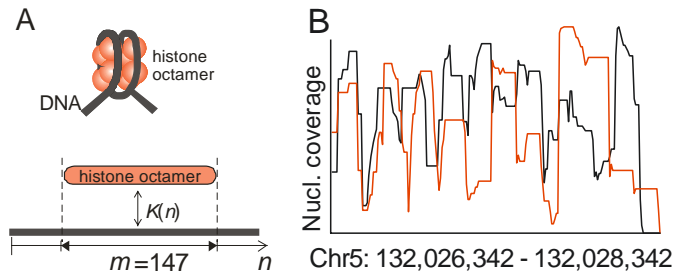 A
histone
octamer
DNA
histone octamer
K(n)
m=147
n
B
Nucl. coverage
Chr5: 132,026,342 - 132,028,342